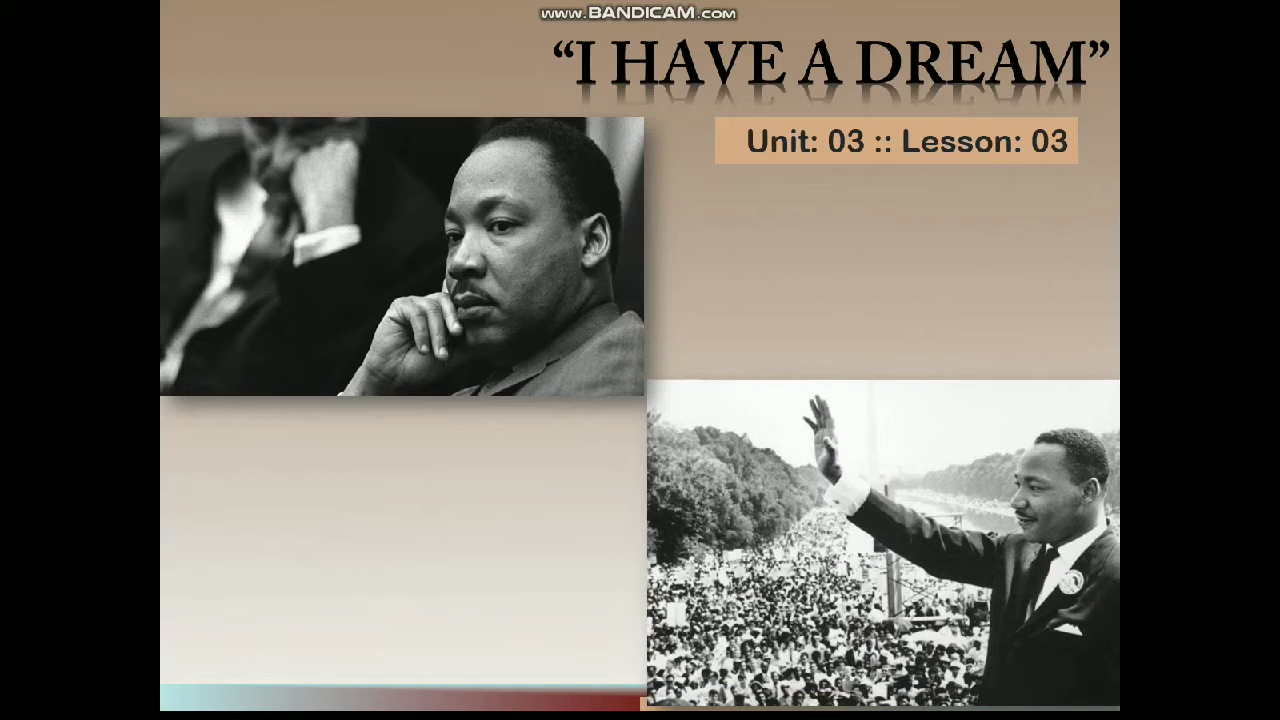 www.BANDICAM.com
“I HAVE A DREAM”
Unit: 03 :: Lesson: 03